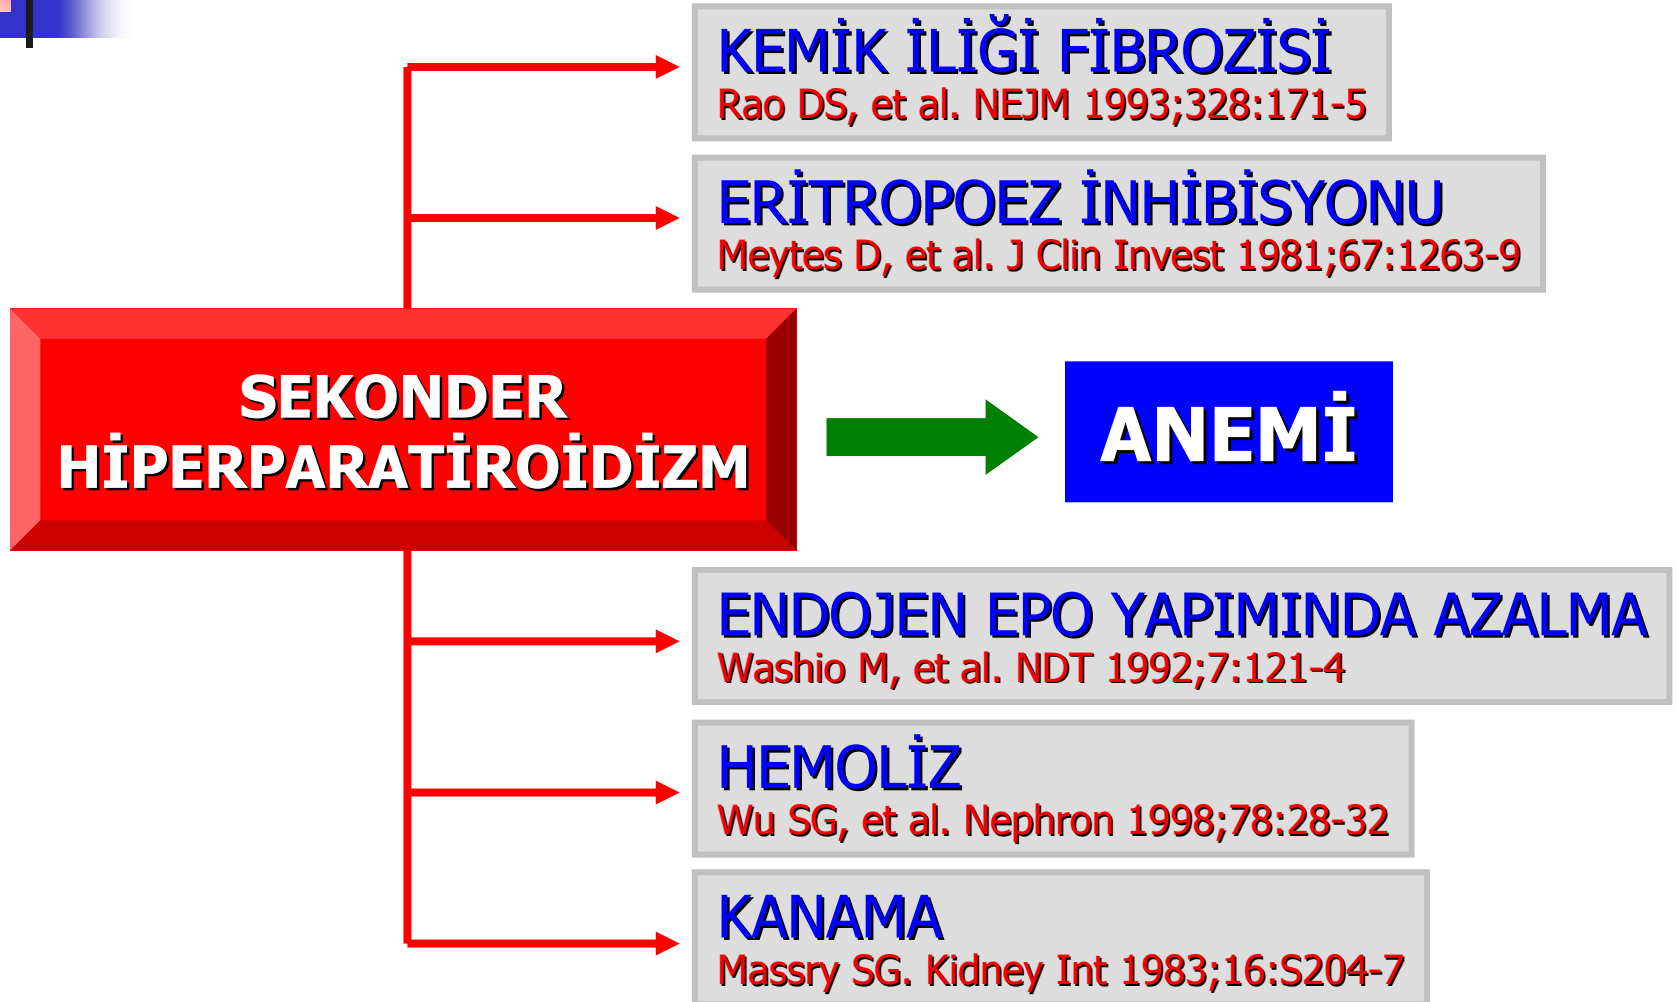 KEMİK İLİĞİ FİBROZİSİ
Rao DS, et al. NEJM 1993;328:171-5
ERİTROPOEZ İNHİBİSYONU
Meytes D, et al. J Clin Invest 1981;67:1263-9
SEKONDER
HİPERPARATİROİDİZM
ANEMİ
ENDOJEN EPO YAPIMINDA AZALMA
Washio M, et al. NDT 1992;7:121-4
HEMOLİZ
Wu SG, et al. Nephron 1998;78:28-32
KANAMA
Massry SG. Kidney Int 1983;16:S204-7